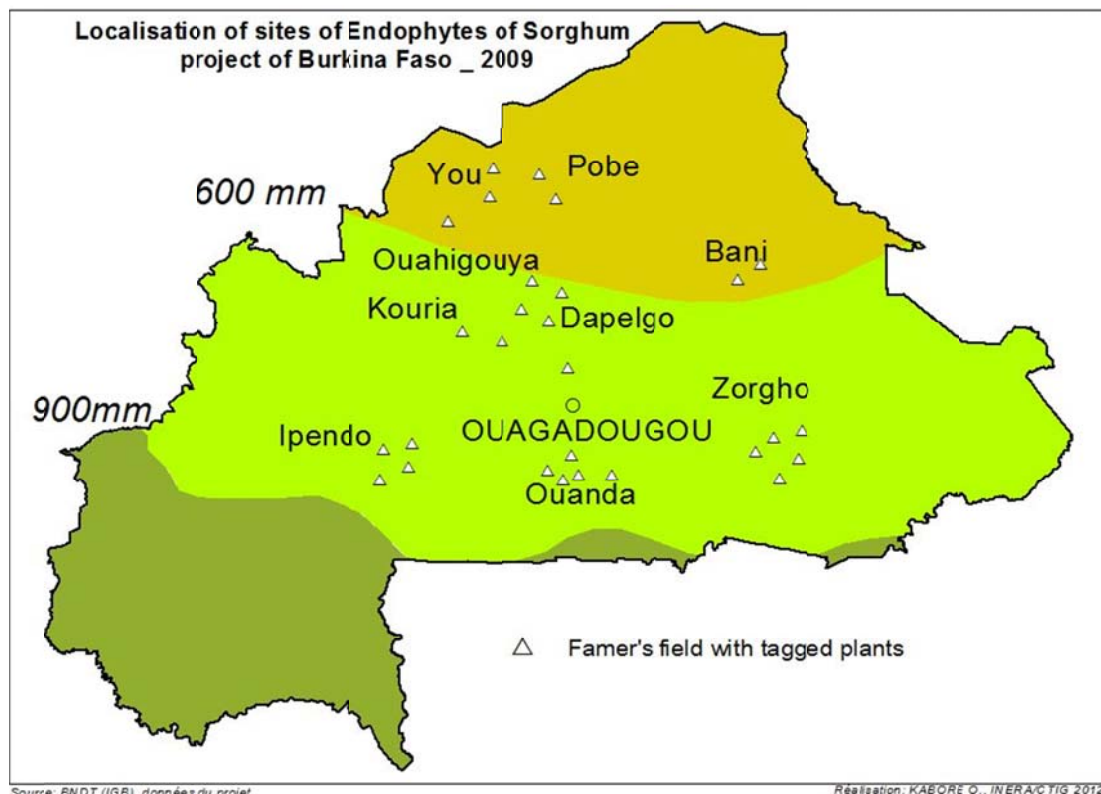 Localisation of sites of Endophytes of Sorghum
project of Burkina Faso _ 2009
You
Pobe
600 mm
Bani
Ouahigouya
Kouria
Dapelgo
Zorgho
900mm
Ipendo
OUAGADOUGOU
Ouanda
Famer's field with tagged plants
Source: BNDT (IGB), données du projet
Réalisation: KABORE O., INERA/CTIG 2012